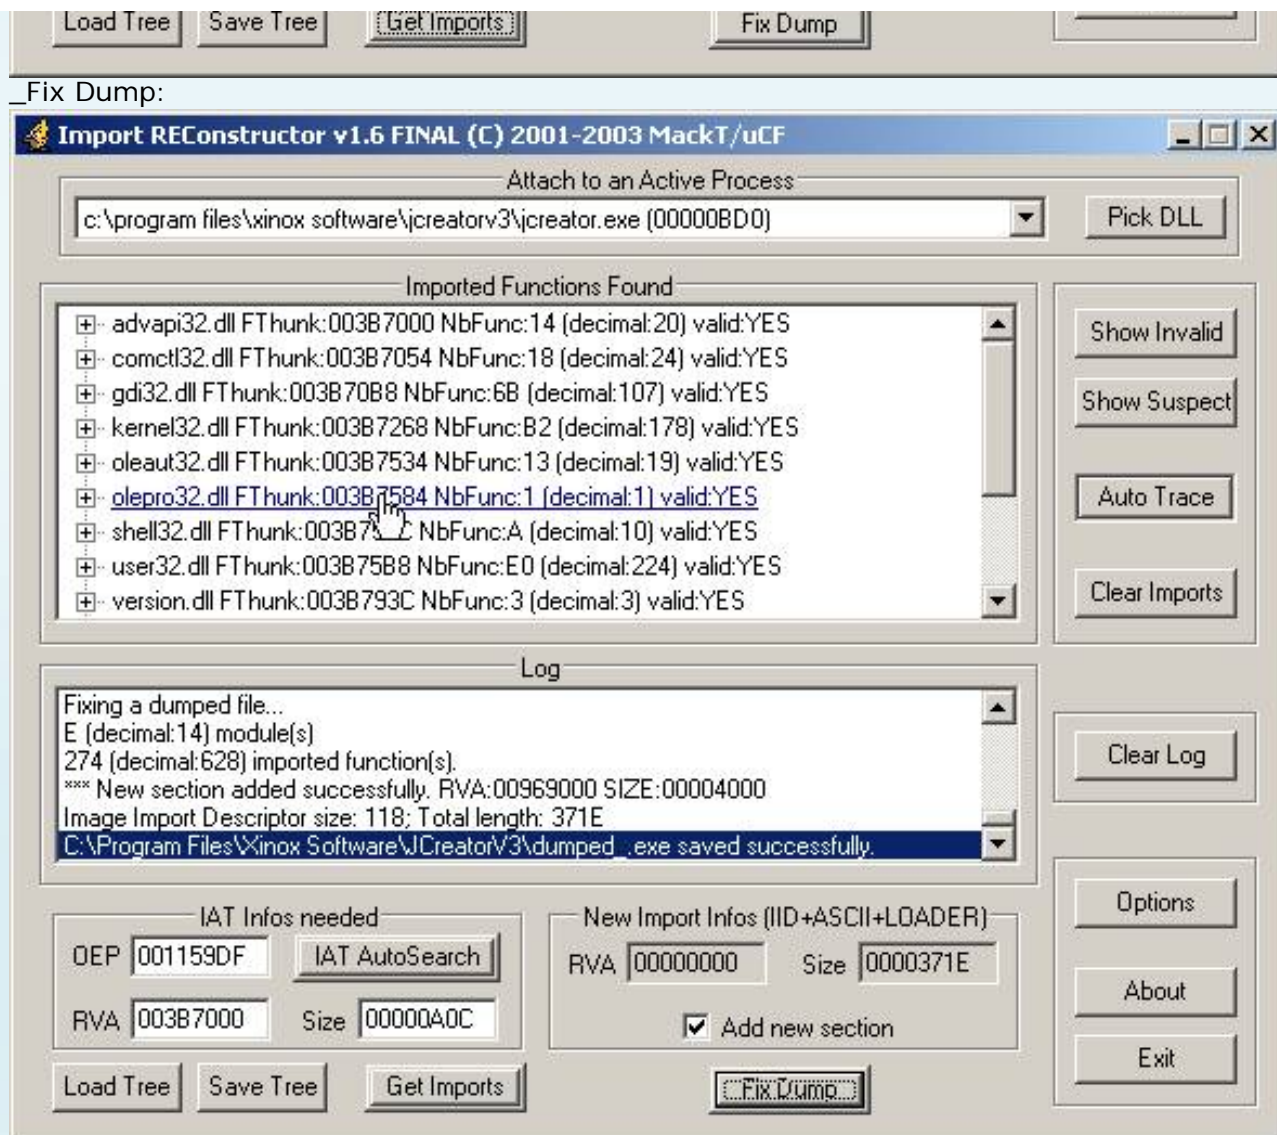 Load Tree Save Tree Get Imports Fix Dump
_Fix Dump:
Import REConstructor v1.6 FINAL (C) 2001-2003 MackT/uCF
Attach to an Active Process
c:\program files\xinox software\jcreatorv3\jcreator.exe (00000BD0) Pick DLL
Imported Functions Found
advapi32.dll FThunk:003B7000 NbFunc:14 (decimal:20) valid:YES
Show Invalid
comctl32.dll FThunk:003B7054 NbFunc:18 (decimal:24) valid:YES
gdi32.dll FThunk:003B70B8 NbFunc:6B (decimal:107) valid:YES
Show Suspect
kernel32.dll FThunk:003B7268 NbFunc:B2 (decimal:178) valid:YES
oleaut32.dll FThunk:003B7534 NbFunc:13 (decimal:19) valid:YES
olepro32.dll FThunk:003B7584 NbFunc:1 (decimal:1) valid:YES
Auto Trace
shell32.dll NbFunc:A (decimal:10) valid:YES
user32.dll FThunk:003B75B8 NbFunc:E0 (decimal:224) valid:YES
version.dll FThunk:003B793C NbFunc:3 (decimal:3) valid:YES
Clear Imports
Log
Fixing a dumped file...
E (decimal:14) module(s)
274 (decimal:628) imported function(s).
*** New section added successfully. RVA:00969000 SIZE:00004000
Image Import Descriptor size: 118; Total length: 371E
C:\Program Files\Xinox Software\JCreatorV3\dumped_.exe saved successfully.
Clear Log
IAT Infos needed
OEP 001159DF IAT AutoSearch
RVA 003B7000 Size 00000A0C
New Import Infos (IID+ASCII+LOADER)
RVA 00000000 Size 0000371E
Add new section
Options
About
Exit
Load Tree Save Tree Get Imports Fix Dump